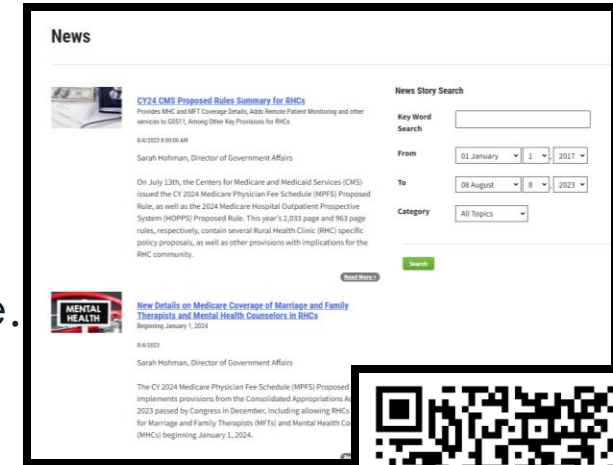 News
CY24 CMS Proposed Rules Summary for RHCs
Provides MHC and MFT Coverage Details, Adds Remote Patient Monitoring and other
services to G0511, Among Other Key Provisions for RHCs
8/4/2023 8:00:00 AM
Sarah Hohman, Director of Government Affairs
On July 13th, the Centers for Medicare and Medicaid Services (CMS)
issued the CY 2024 Medicare Physician Fee Schedule (MPFS) Proposed
Rule, as well as the 2024 Medicare Hospital Outpatient Prospective
System (HOPPS) Proposed Rule. This year's 2,033 page and 963 page
rules, respectively, contain several Rural Health Clinic (RHC) specific
policy proposals, as well as other provisions with implications for the
RHC community.
Read More >
MENTAL
HEALTH
New Details on Medicare Coverage of Marriage and Family
Therapists and Mental Health Counselors in RHCs
Beginning January 1, 2024
8/4/2023
Sarah Hohman, Director of Government Affairs
The CY 2024 Medicare Physician Fee Schedule (MPFS) Proposed
implements provisions from the Consolidated Appropriations
2023 passed by Congress in December, including allowing RHCs
for Marriage and Family Therapists (MFTs) and Mental Health
(MHCs) beginning January 1, 2024.
News Story Search
Key Word
Search
From 01 January 1 , 2017
To 08 August 8 , 2023
Category All Topics
Search
e.